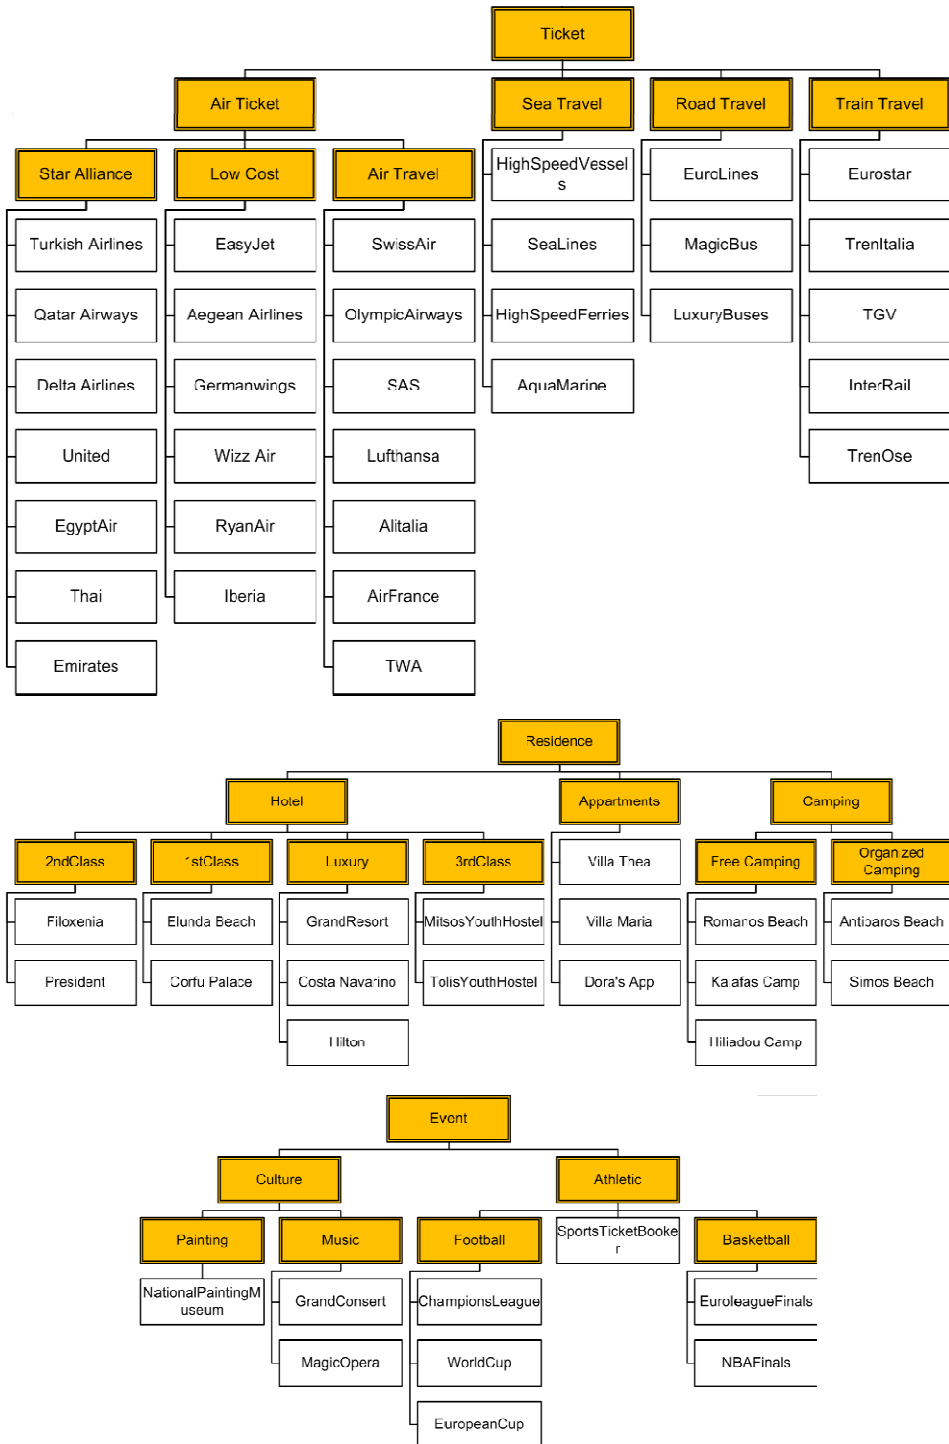 Ticket
Air Ticket
Sea Travel
Road Travel
Train Travel
Star Alliance
Low Cost
Air Travel
HighSpeedVessel
s
EuroLines
Eurostar
Turkish Airlines
EasyJet
SwissAir
SeaLines
MagicBus
TrenItalia
Qatar Airways
Aegean Airlines
OlympicAirways
HighSpeedFerries
LuxuryBuses
TGV
Delta Airlines
Germanwings
SAS
AquaMarine
InterRail
United
Wizz Air
Lufthansa
TrenOse
EgyptAir
RyanAir
Alitalia
Thai
Iberia
AirFrance
Emirates
TWA
Residence
Hotel
Appartments
Camping
2ndClass
1stClass
Luxury
3rdClass
Villa Thea
Free Camping
Organized
Camping
Filoxenia
Elunda Beach
GrandResort
MitsosYouthHostel
Villa Maria
Romanos Beach
Antiparos Beach
President
Corfu Palace
Costa Navarino
TolisYouthHostel
Dora's App
Kalafas Camp
Simos Beach
Hilton
Hiliadou Camp
Event
Culture
Athletic
Painting
Music
Football
SportsTicketBooke
r
Basketball
NationalPaintingM
useum
GrandConsert
ChampionsLeague
EuroleagueFinals
MagicOpera
WorldCup
NBAFinals
EuropeanCup